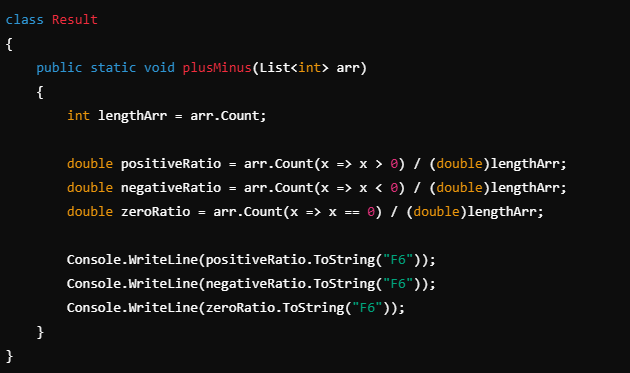 class Result
{
    public static void plusMinus(List<int> arr)
    {
        int lengthArr = arr.Count;

        double positiveRatio = arr.Count(x => x > 0) / (double)lengthArr;
        double negativeRatio = arr.Count(x => x < 0) / (double)lengthArr;
        double zeroRatio = arr.Count(x => x == 0) / (double)lengthArr;

        Console.WriteLine(positiveRatio.ToString("F6"));
        Console.WriteLine(negativeRatio.ToString("F6"));
        Console.WriteLine(zeroRatio.ToString("F6"));
    }
}